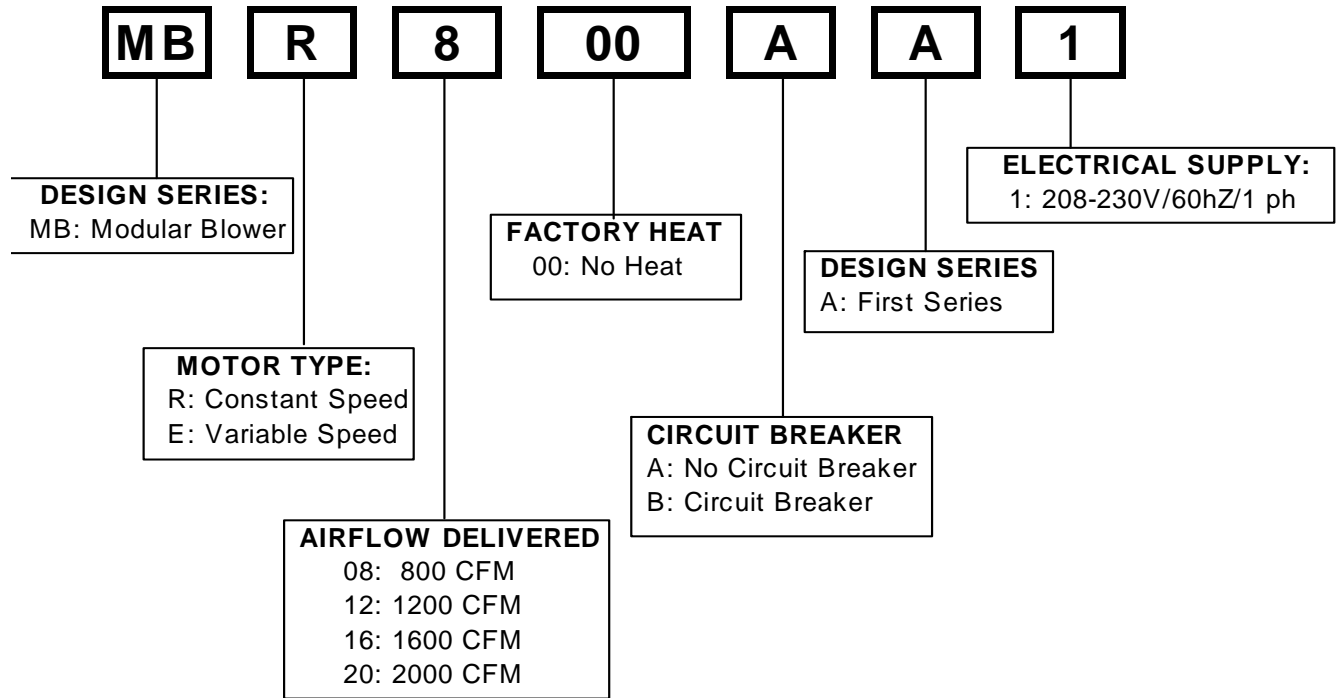 MB R 8 00 A A 1
DESIGN SERIES:
MB: Modular Blower
MOTOR TYPE:
R: Constant Speed
E: Variable Speed
AIRFLOW DELIVERED
08: 800 CFM
12: 1200 CFM
16: 1600 CFM
20: 2000 CFM
FACTORY HEAT
00: No Heat
CIRCUIT BREAKER
A: No Circuit Breaker
B: Circuit Breaker
DESIGN SERIES
A: First Series
ELECTRICAL SUPPLY:
1: 208-230V/60hZ/1 ph